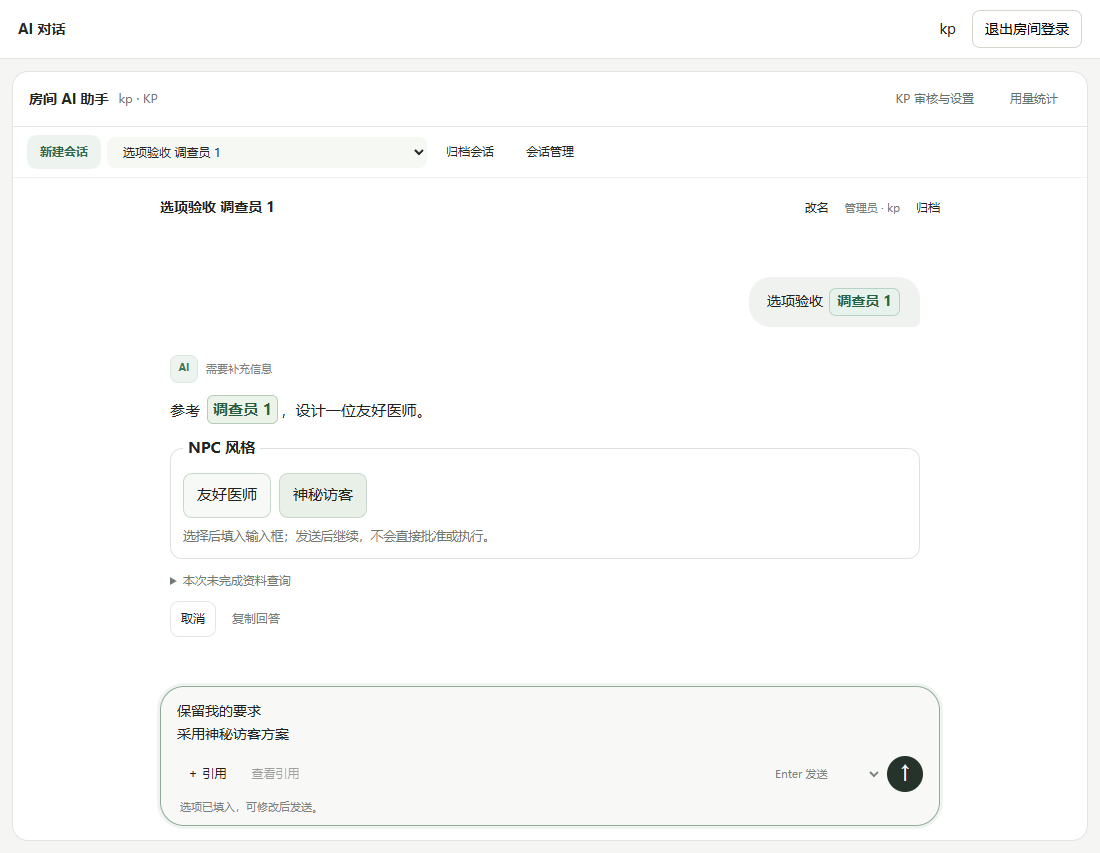 AI 对话
kp
退出房间登录
房间 AI 助手 kp · KP
KP 审核与设置
用量统计
新建会话
选项验收 调查员 1
归档会话
会话管理
选项验收 调查员 1
改名
管理员 · kp
归档
选项验收 调查员 1
AI 需要补充信息
参考 调查员 1 ，设计一位友好医师。
NPC 风格
友好医师
神秘访客
选择后填入输入框；发送后继续，不会直接批准或执行。
本次未完成资料查询
取消
复制回答
保留我的要求
采用神秘访客方案
+ 引用
查看引用
Enter 发送
选项已填入，可修改后发送。